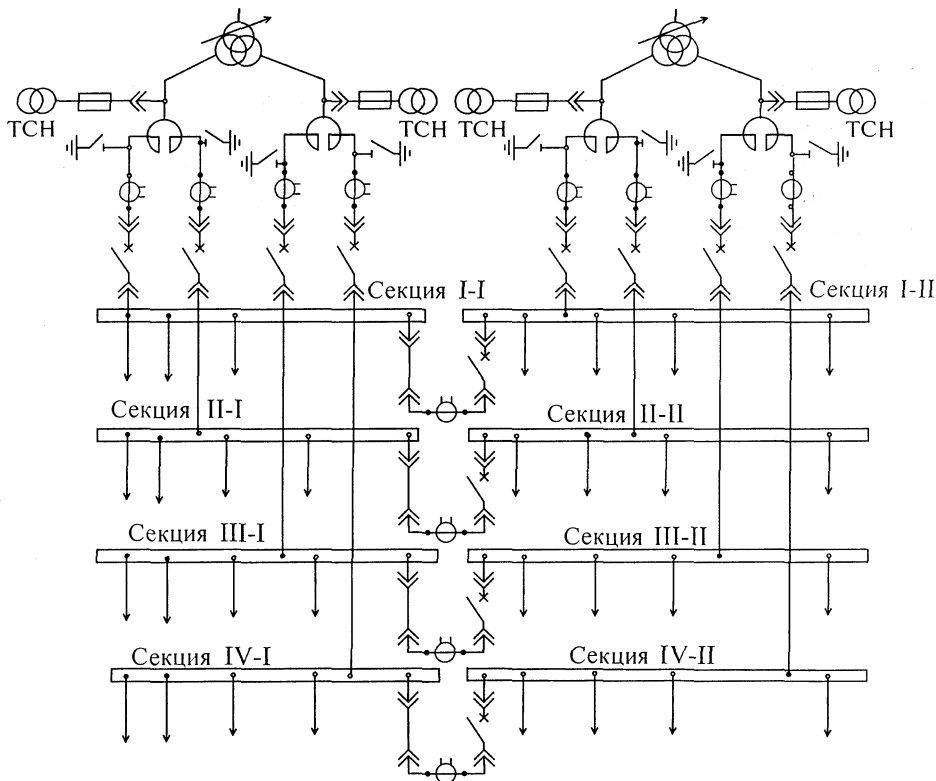 ТСН
ТСН
ТСН
ТСН
Секция I-I
Секция I-II
Секция II-I
Секция II-II
Секция III-I
Секция III-II
Секция IV-I
Секция IV-II